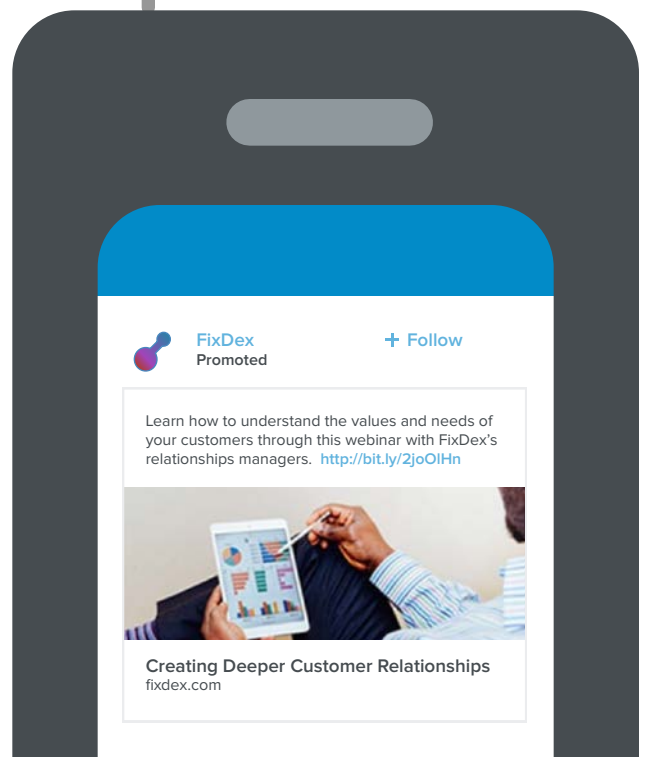 FixDex
+ Follow
Promoted
Learn how to understand the values and needs of
your customers through this webinar with FixDex's
relationships managers. http://bit.ly/2joOlHn
Creating Deeper Customer Relationships
fixdex.com